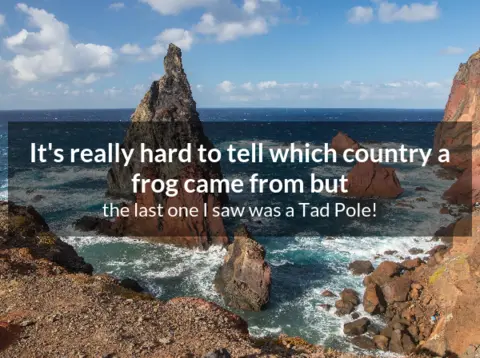 It's really hard to tell which country a
frog came from but
the last one I saw was a Tad Pole!